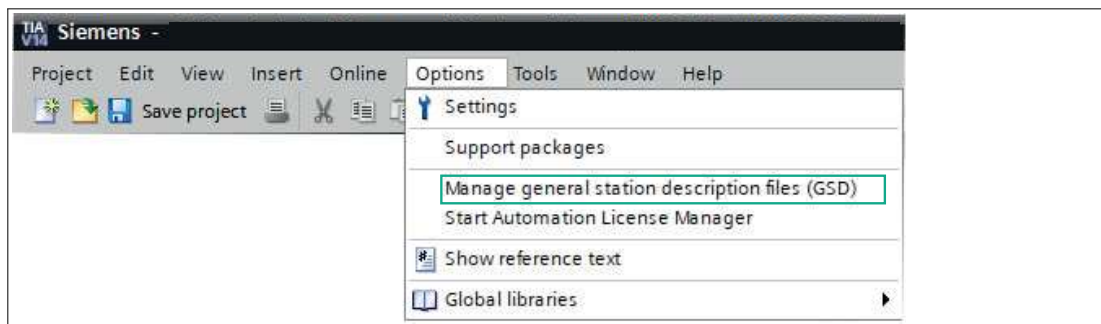 TIA V14 Siemens -
Project Edit View Insert Online Options Tools Window Help
Save project
Settings
Support packages
Manage general station description files (GSD)
Start Automation License Manager
Show reference text
Global libraries